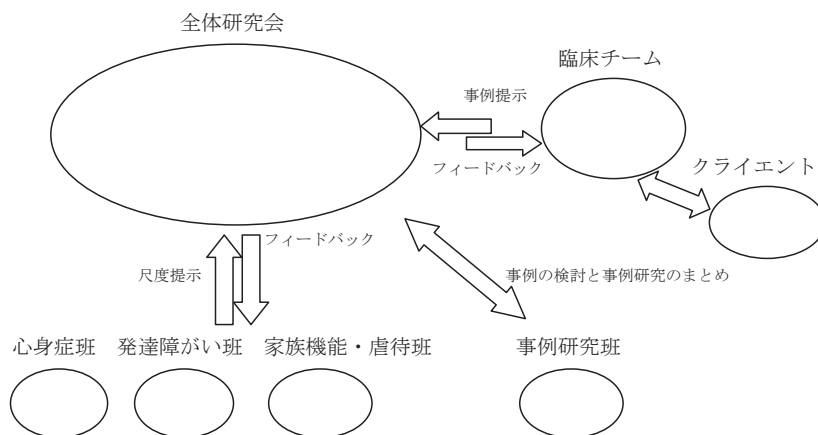 全体研究会
臨床チーム
事例提示
フィードバック
クライエント
フィードバック
尺度提示
事例の検討と事例研究のまとめ
心身症班
発達障がい班
家族機能・虐待班
事例研究班